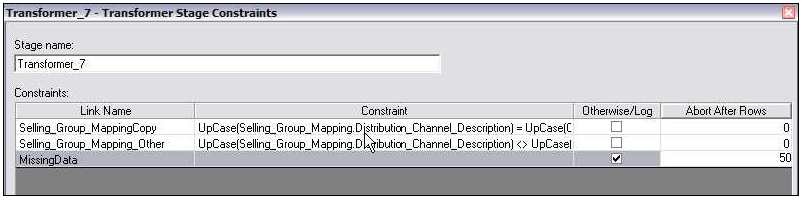 Transformer_7 - Transformer Stage Constraints
Stage name:
Transformer_7
Constraints:
Link Name Constraint Otherwise/Log Abort After Rows
Selling_Group_MappingCopy UpCase(Selling_Group_Mapping.Distribution_Channel_Description) = UpCase(C 0
Selling_Group_Mapping_Other UpCase(Selling_Group_Mapping.Distribution_Channel_Description) <> UpCase( 0
MissingData 50